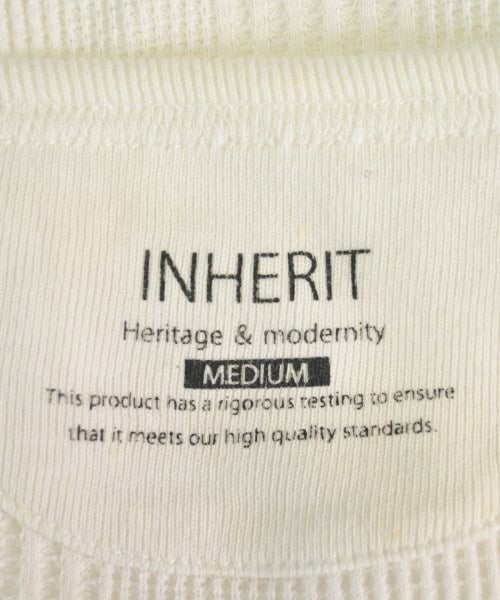 INHERIT
Heritage & modernity
MEDIUM
This product has a rigorous testing to ensure
that it meets our high quality standards.